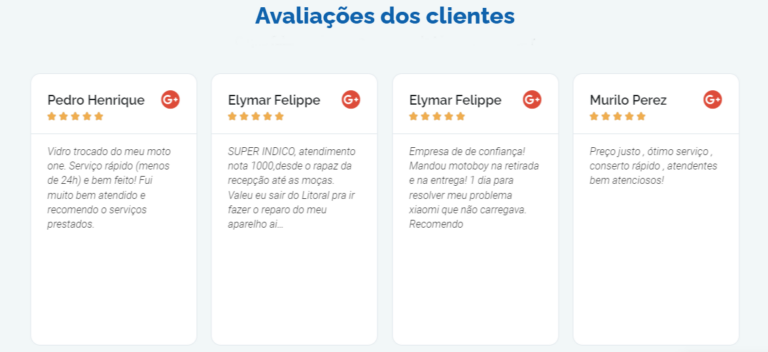 Avaliações dos clientes
Pedro Henrique
G+
Vidro trocado do meu moto
one. Serviço rápido (menos
de 24h) e bem feito! Fui
muito bem atendido e
recomendo o serviços
prestados.
Elymar Felippe
G+
SUPER INDICO, atendimento
nota 1000,desde o rapaz da
recepção até as moças.
Valeu eu sair do Litoral pra ir
fazer o reparo do meu
aparelho ai...
Elymar Felippe
G+
Empresa de de confiança!
Mandou motoboy na retirada
e na entrega! 1 dia para
resolver meu problema
xiaomi que não carregava.
Recomendo
Murilo Perez
G+
Preço justo , ótimo serviço ,
conserto rápido , atendentes
bem atenciosos!